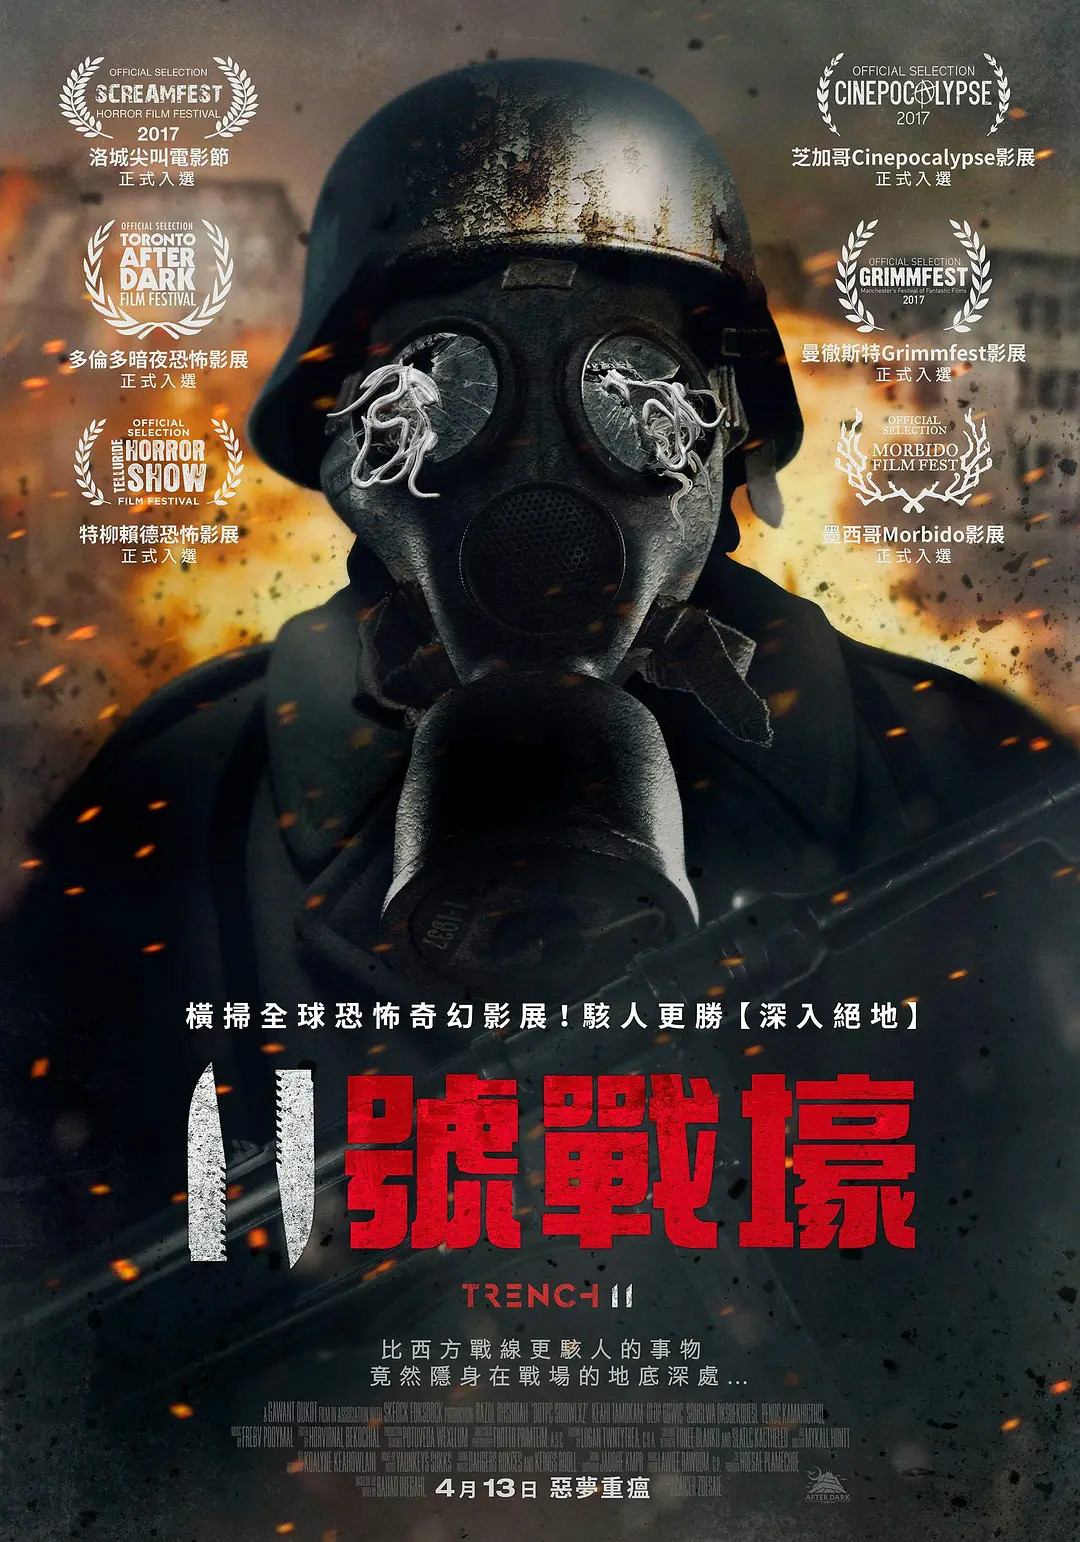 OFFICIAL SELECTION
SCREAMFEST
HORROR FILM FESTIVAL
2017
洛城尖叫電影節
正式入選
OFFICIAL SELECTION
TORONTO
AFTER
DARK
FILM FESTIVAL
多倫多暗夜恐怖影展
正式入選
OFFICIAL
SELECTION
TELLURIDE
HORROR
SHOW
FILM FESTIVAL
特柳賴德恐怖影展
正式入選
OFFICIAL SELECTION
CINEPOCALYPSE
2017
芝加哥Cinepocalypse影展
正式入選
OFFICIAL SELECTION
GRIMMFEST
Manchester's Festival of Fantastic Films
2017
曼徹斯特Grimmfest影展
正式入選
OFFICIAL
SELECTION
MORBIDO
FILM FEST
墨西哥Morbido影展
正式入選
橫掃全球恐怖奇幻影展！駭人更勝【深入絕地】
11號戰壕
TRENCH 11
比西方戰線更駭人的事物
竟然隱身在戰場的地底深處...
4月13日 惡夢重瘟
AFTER DARK